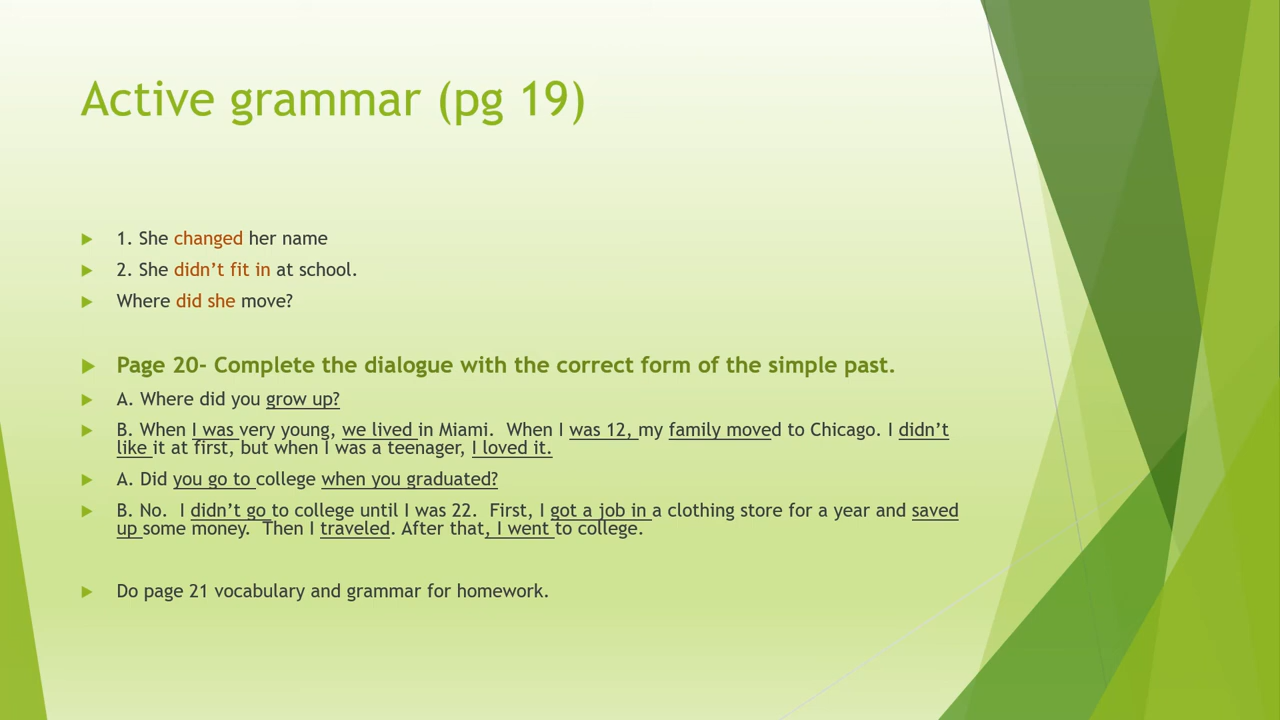 Active grammar (pg 19)
1. She changed her name
2. She didn’t fit in at school.
Where did she move?
Page 20- Complete the dialogue with the correct form of the simple past.
A. Where did you grow up?
B. When I was very young, we lived in Miami.  When I was 12, my family moved to Chicago. I didn’t
like it at first, but when I was a teenager, I loved it.
A. Did you go to college when you graduated?
B. No.  I didn’t go to college until I was 22.  First, I got a job in a clothing store for a year and saved
up some money.  Then I traveled. After that, I went to college.
Do page 21 vocabulary and grammar for homework.